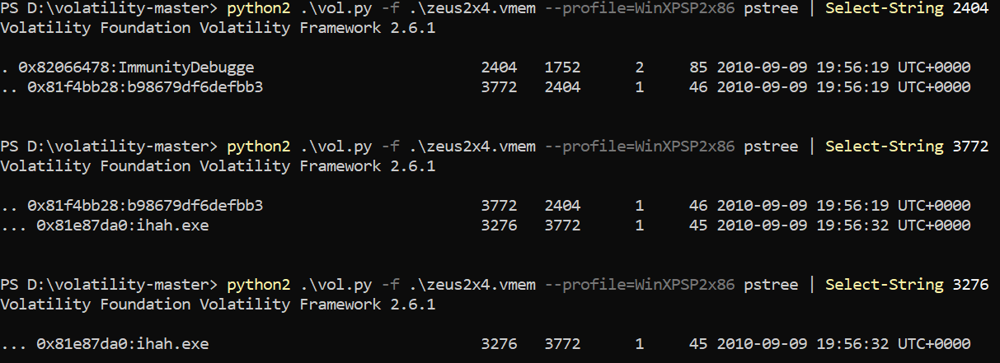 PS D:\volatility-master> python2 .\vol.py -f .\zeus2x4.vmem --profile=WinXPSP2x86 pstree | Select-String 2404
Volatility Foundation Volatility Framework 2.6.1
. 0x82066478:ImmunityDebugge 2404 1752 2 85 2010-09-09 19:56:19 UTC+0000
.. 0x81f4bb28:b98679df6defbb3 3772 2404 1 46 2010-09-09 19:56:19 UTC+0000
PS D:\volatility-master> python2 .\vol.py -f .\zeus2x4.vmem --profile=WinXPSP2x86 pstree | Select-String 3772
Volatility Foundation Volatility Framework 2.6.1
.. 0x81f4bb28:b98679df6defbb3 3772 2404 1 46 2010-09-09 19:56:19 UTC+0000
... 0x81e87da0:ihah.exe 3276 3772 1 45 2010-09-09 19:56:32 UTC+0000
PS D:\volatility-master> python2 .\vol.py -f .\zeus2x4.vmem --profile=WinXPSP2x86 pstree | Select-String 3276
Volatility Foundation Volatility Framework 2.6.1
... 0x81e87da0:ihah.exe 3276 3772 1 45 2010-09-09 19:56:32 UTC+0000